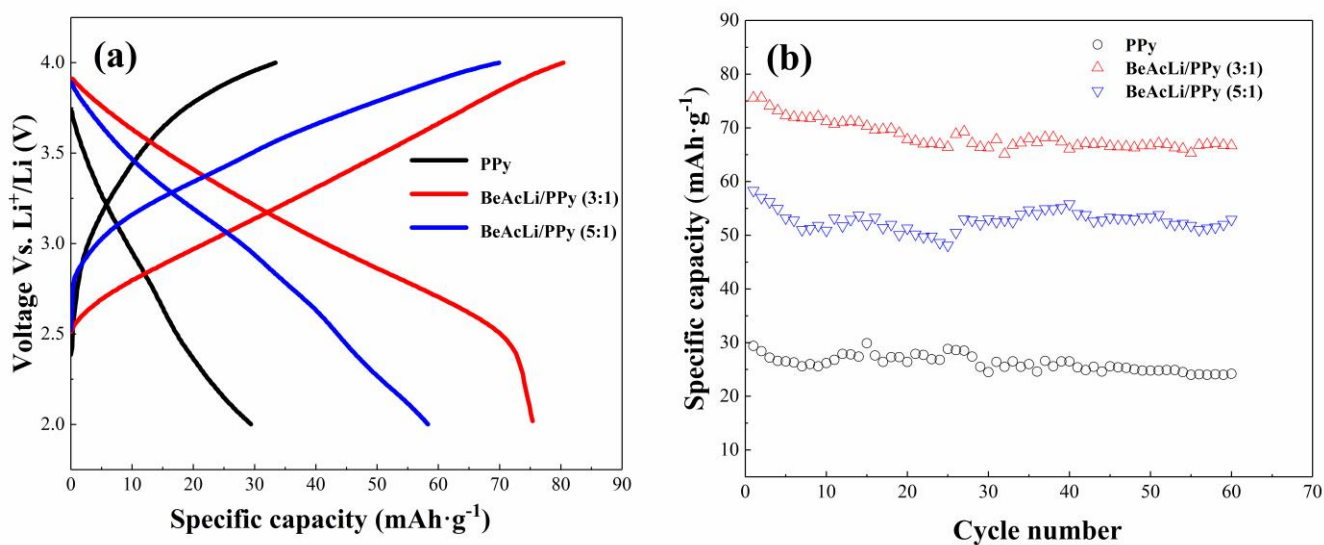 (a)
Voltage Vs. Li⁺/Li (V)
4.0
3.5
3.0
2.5
2.0
PPy
BeAcLi/PPy (3:1)
BeAcLi/PPy (5:1)
0 10 20 30 40 50 60 70 80 90
Specific capacity (mAh·g⁻¹)
(b)
Specific capacity (mAh·g⁻¹)
90
80
70
60
50
40
30
20
10
PPy
BeAcLi/PPy (3:1)
BeAcLi/PPy (5:1)
0 10 20 30 40 50 60 70
Cycle number